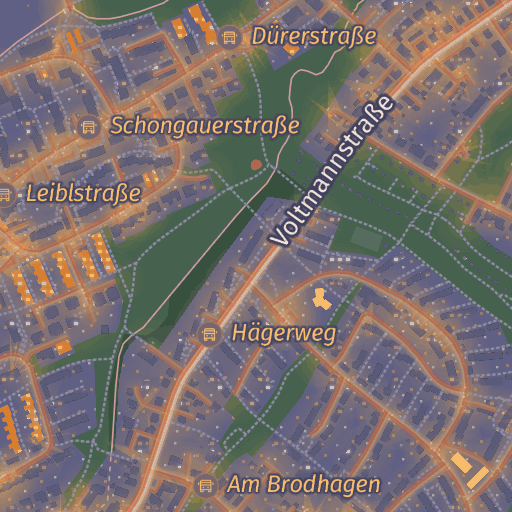 Dürerstraße
Schongauerstraße
Voltmannstraße
Leiblstraße
Hägerweg
Am Brodhagen